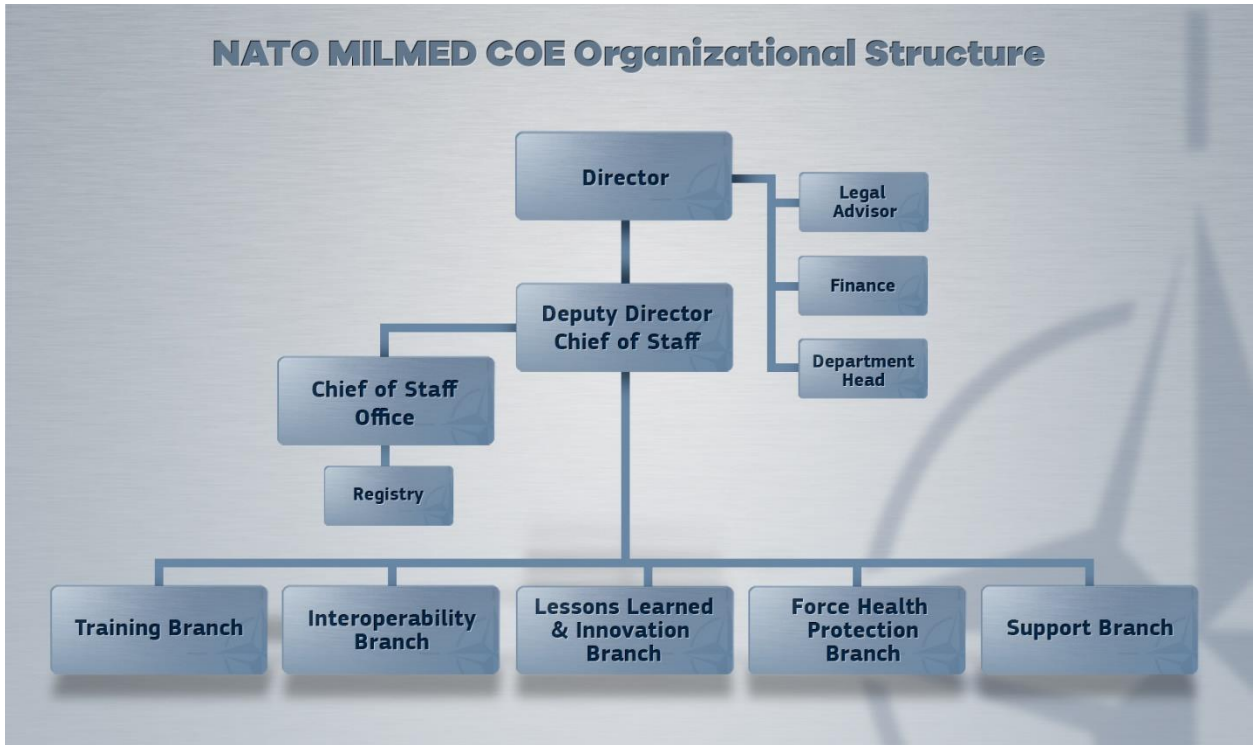 NATO MILMED COE Organizational Structure
Director
Legal
Advisor
Finance
Deputy Director
Chief of Staff
Department
Head
Chief of Staff
Office
Registry
Training Branch
Interoperability
Branch
Lessons Learned
& Innovation
Branch
Force Health
Protection
Branch
Support Branch